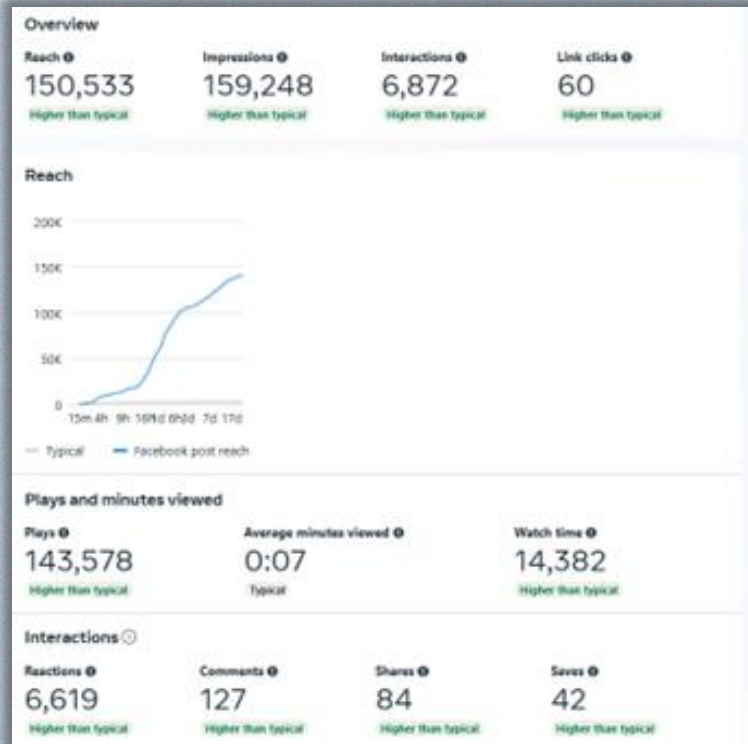 Overview
Reach Impressions Interactions Link clicks
150,533 159,248 6,872 60
Higher than typical Higher than typical Higher than typical Higher than typical
Reach
200K
150K
100K
50K
0
15m 4h 9h 1d 7d 17d
Typical Facebook post reach
Plays and minutes viewed
Plays Average minutes viewed Watch time
143,578 0:07 14,382
Higher than typical Typical Higher than typical
Interactions
Reactions Comments Shares Saves
6,619 127 84 42
Higher than typical Higher than typical Higher than typical Higher than typical